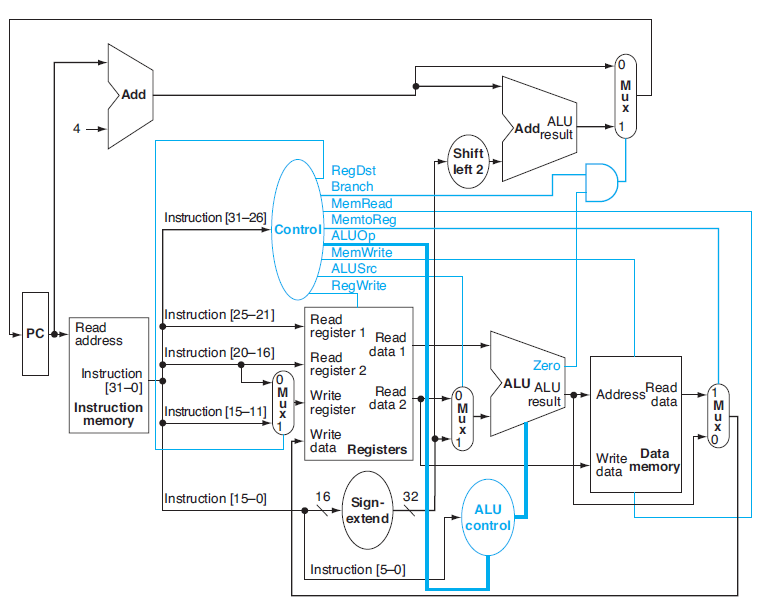 Add
4
0
M
u
x
1
Add
ALU
result
Shift
left 2
RegDst
Branch
MemRead
MemtoReg
ALUOp
MemWrite
ALUSrc
RegWrite
Control
Instruction [31–26]
PC
Read
address
Instruction
[31–0]
Instruction
memory
Instruction [25–21]
Instruction [20–16]
Instruction [15–11]
0
M
u
x
1
Read
register 1
Read
register 2
Write
register
Write
data
Read
data 1
Read
data 2
Registers
0
M
u
x
1
Zero
ALU
ALU
result
Address
Read
data
Write
data
Data
memory
1
M
u
x
0
Instruction [15–0]
16
Sign-
extend
32
ALU
control
Instruction [5–0]